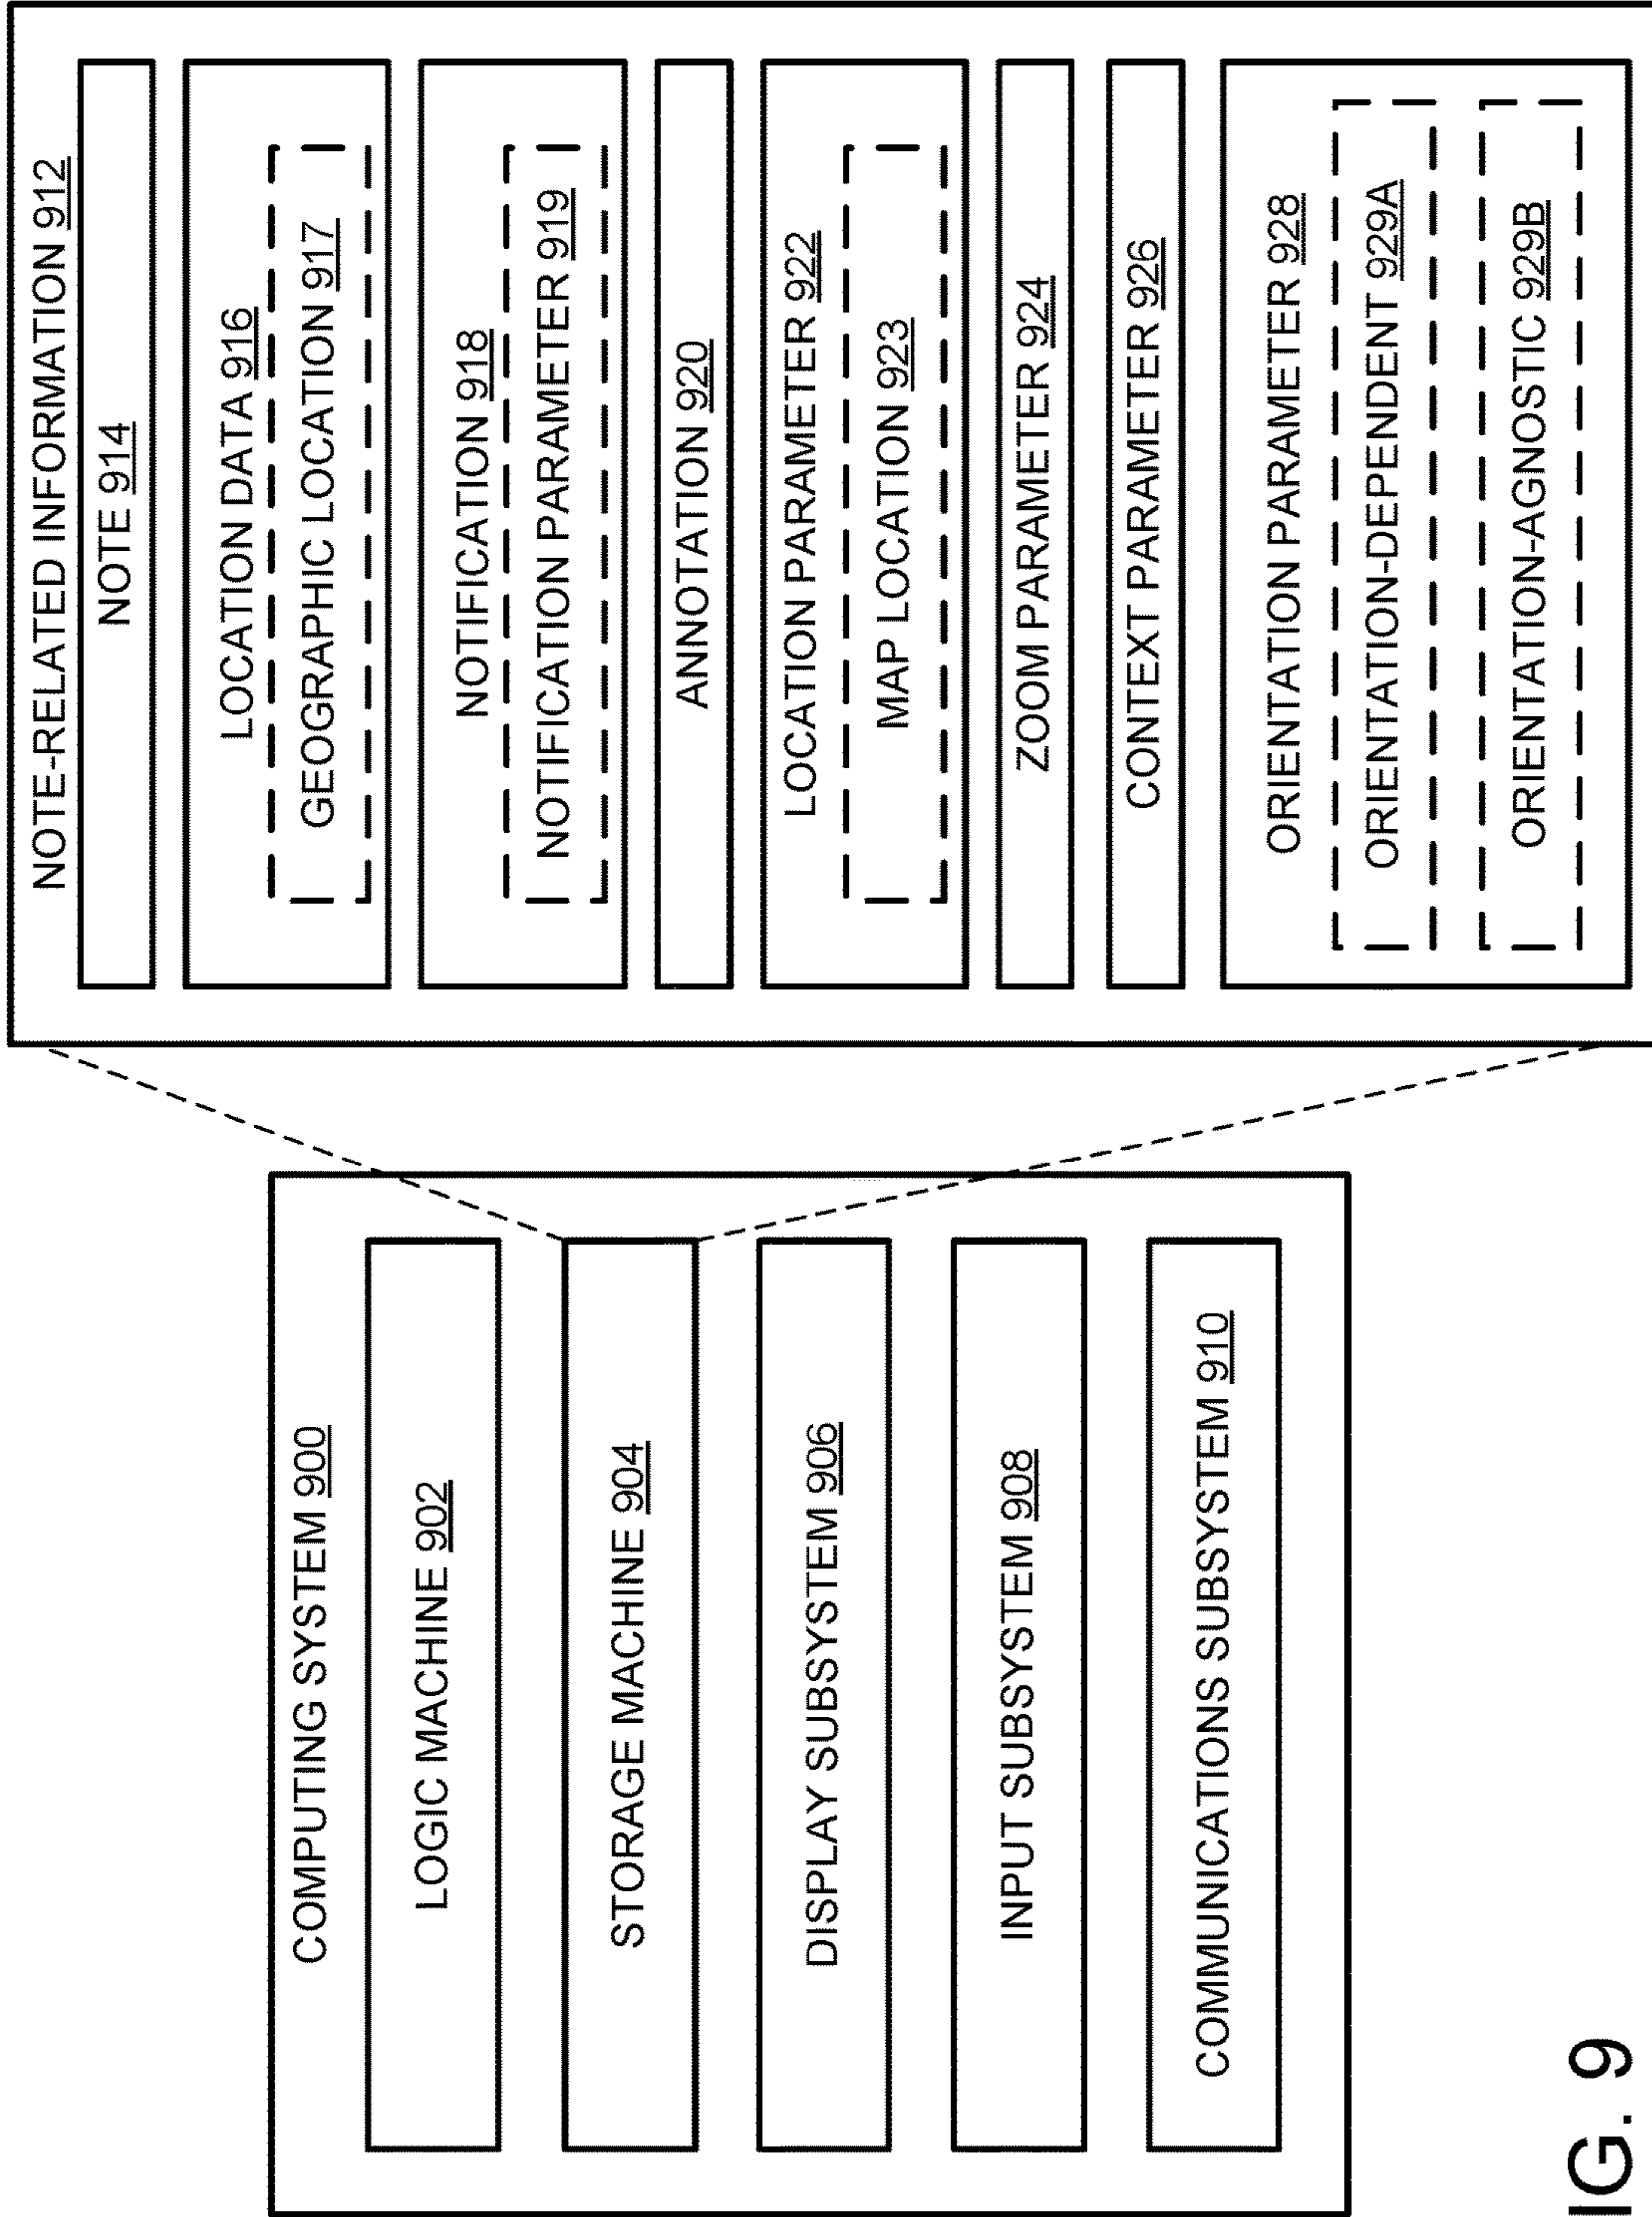 COMPUTING SYSTEM 900
LOGIC MACHINE 902
STORAGE MACHINE 904
DISPLAY SUBSYSTEM 906
INPUT SUBSYSTEM 908
COMMUNICATIONS SUBSYSTEM 910
NOTE-RELATED INFORMATION 912
NOTE 914
LOCATION DATA 916
GEOGRAPHIC LOCATION 917
NOTIFICATION 918
NOTIFICATION PARAMETER 919
ANNOTATION 920
LOCATION PARAMETER 922
MAP LOCATION 923
ZOOM PARAMETER 924
CONTEXT PARAMETER 926
ORIENTATION PARAMETER 928
ORIENTATION-DEPENDENT 929A
ORIENTATION-AGNOSTIC 929B
IG. 9